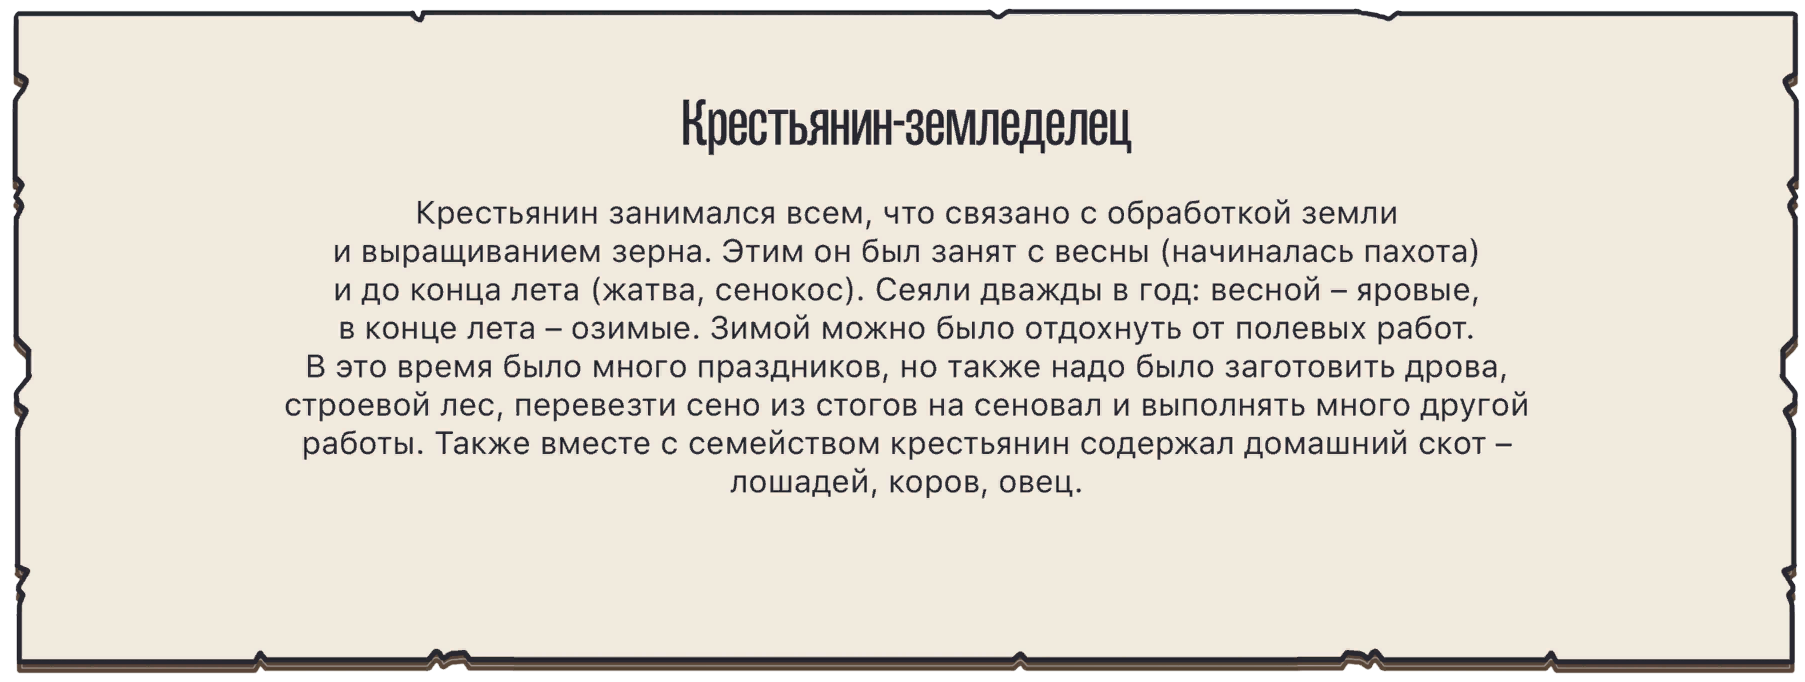 Крестьянин-земледелец
Крестьянин занимался всем, что связано с обработкой земли
и выращиванием зерна. Этим он был занят с весны (начиналась пахота)
и до конца лета (жатва, сенокос). Сеяли дважды в год: весной – яровые,
в конце лета – озимые. Зимой можно было отдохнуть от полевых работ.
В это время было много праздников, но также надо было заготовить дрова,
строевой лес, перевезти сено из стогов на сеновал и выполнять много другой
работы. Также вместе с семейством крестьянин содержал домашний скот –
лошадей, коров, овец.